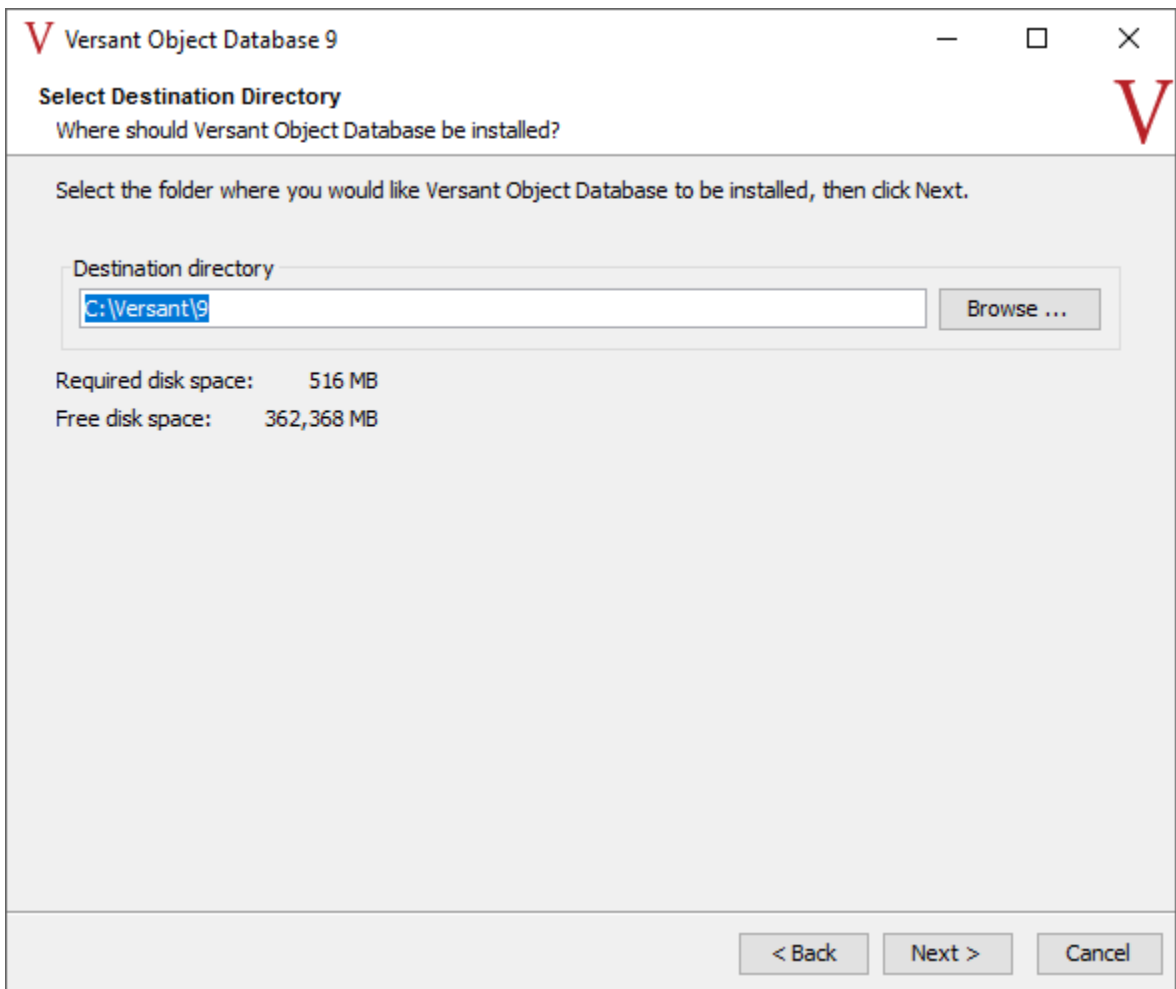 V Versant Object Database 9
Select Destination Directory
Where should Versant Object Database be installed?
V
Select the folder where you would like Versant Object Database to be installed, then click Next.
Destination directory
C:\Versant\9
Browse ...
Required disk space: 516 MB
Free disk space: 362,368 MB
< Back Next > Cancel